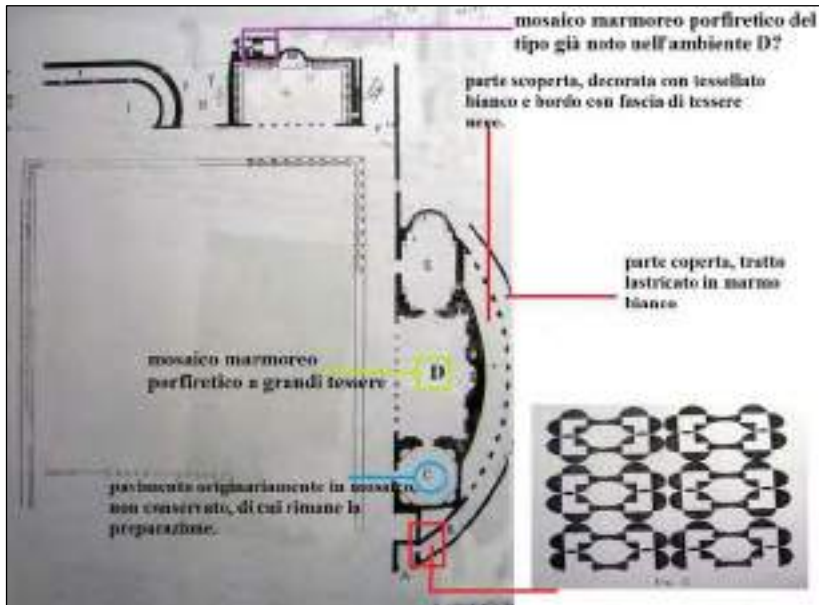 mosaico marmoreo porfiretico del
tipo già noto nell'ambiente D?
parte scoperta, decorata con tessellato
bianco e bordo con fascia di tessere
nere.
parte coperta, tratto
lastricato in marmo
bianco
mosaico marmoreo
porfiretico a grandi tessere
D
C
pavimento originariamente in mosaico,
non conservato, di cui rimane la
preparazione.
A